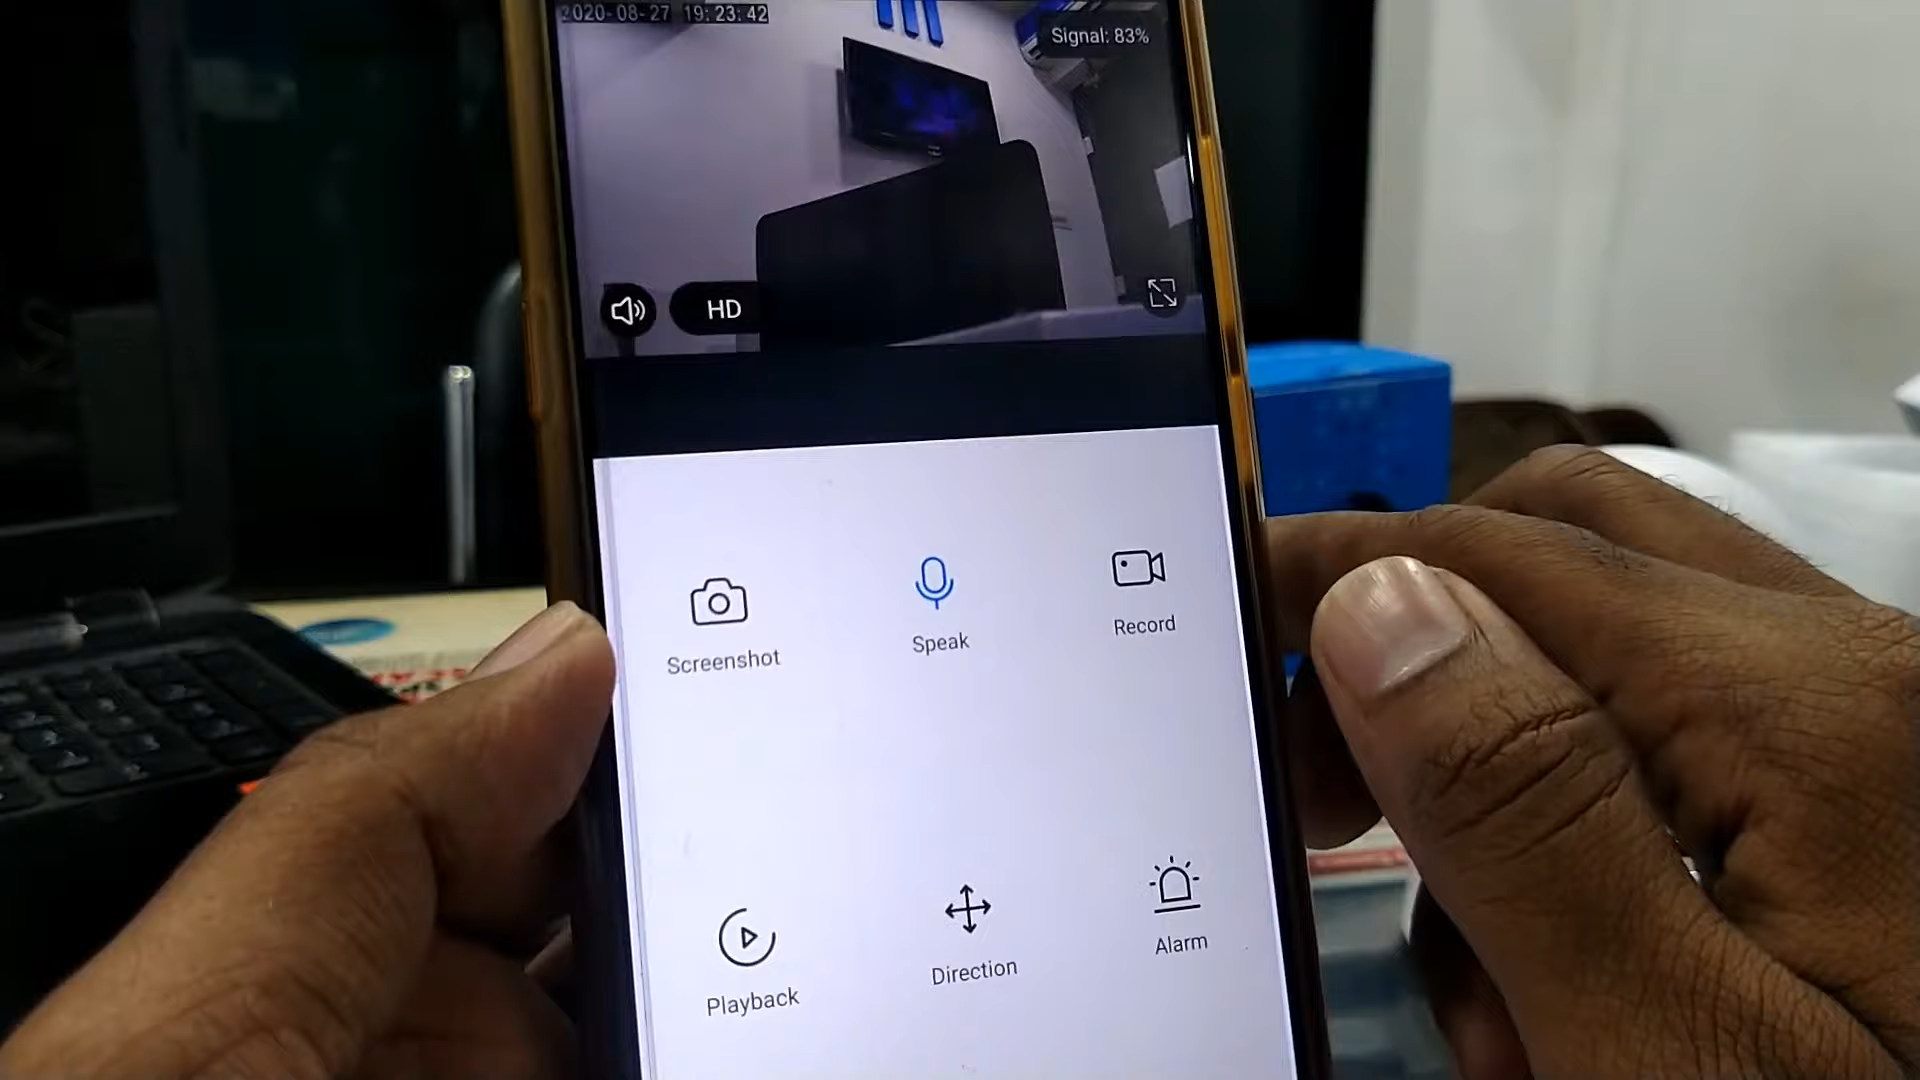 2020-08-27 19:23:42
Signal: 83%
HD
Screenshot
Speak
Record
Playback
Direction
Alarm